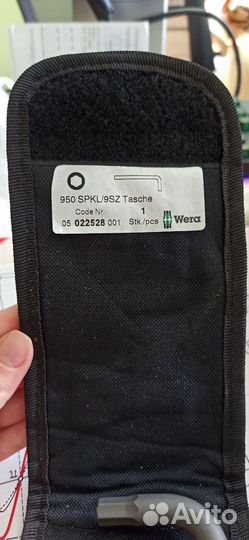 950 SPKL/9SZ Tasche
Code Nr. 1
05 022528 001 Stk./pcs Wera
Avito